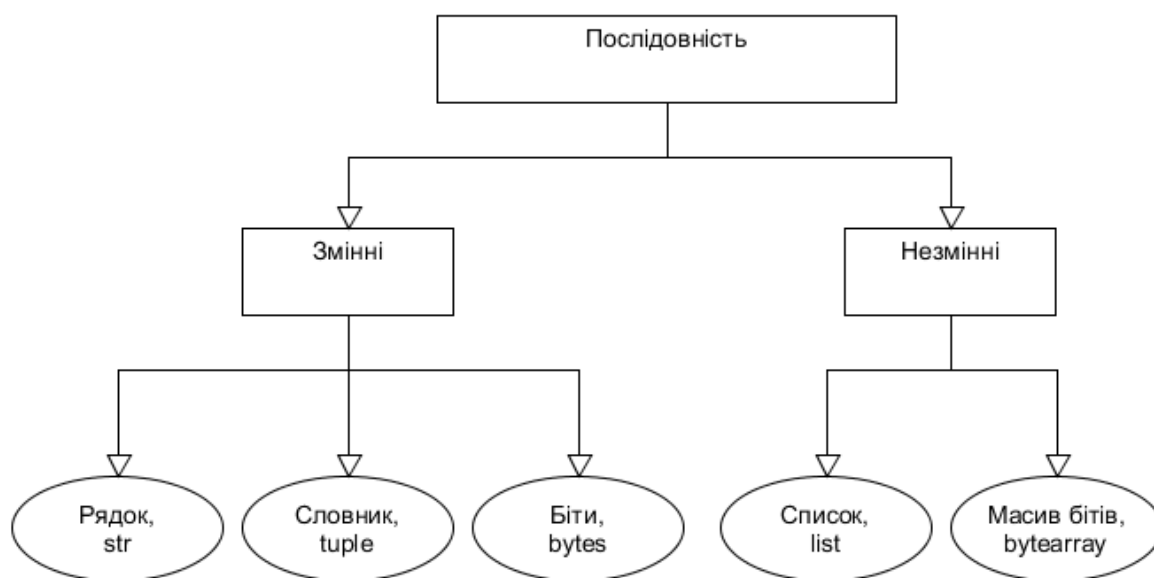 Послідовність
Змінні
Незмінні
Рядок,
str
Словник,
tuple
Біти,
bytes
Список,
list
Масив бітів,
bytearray